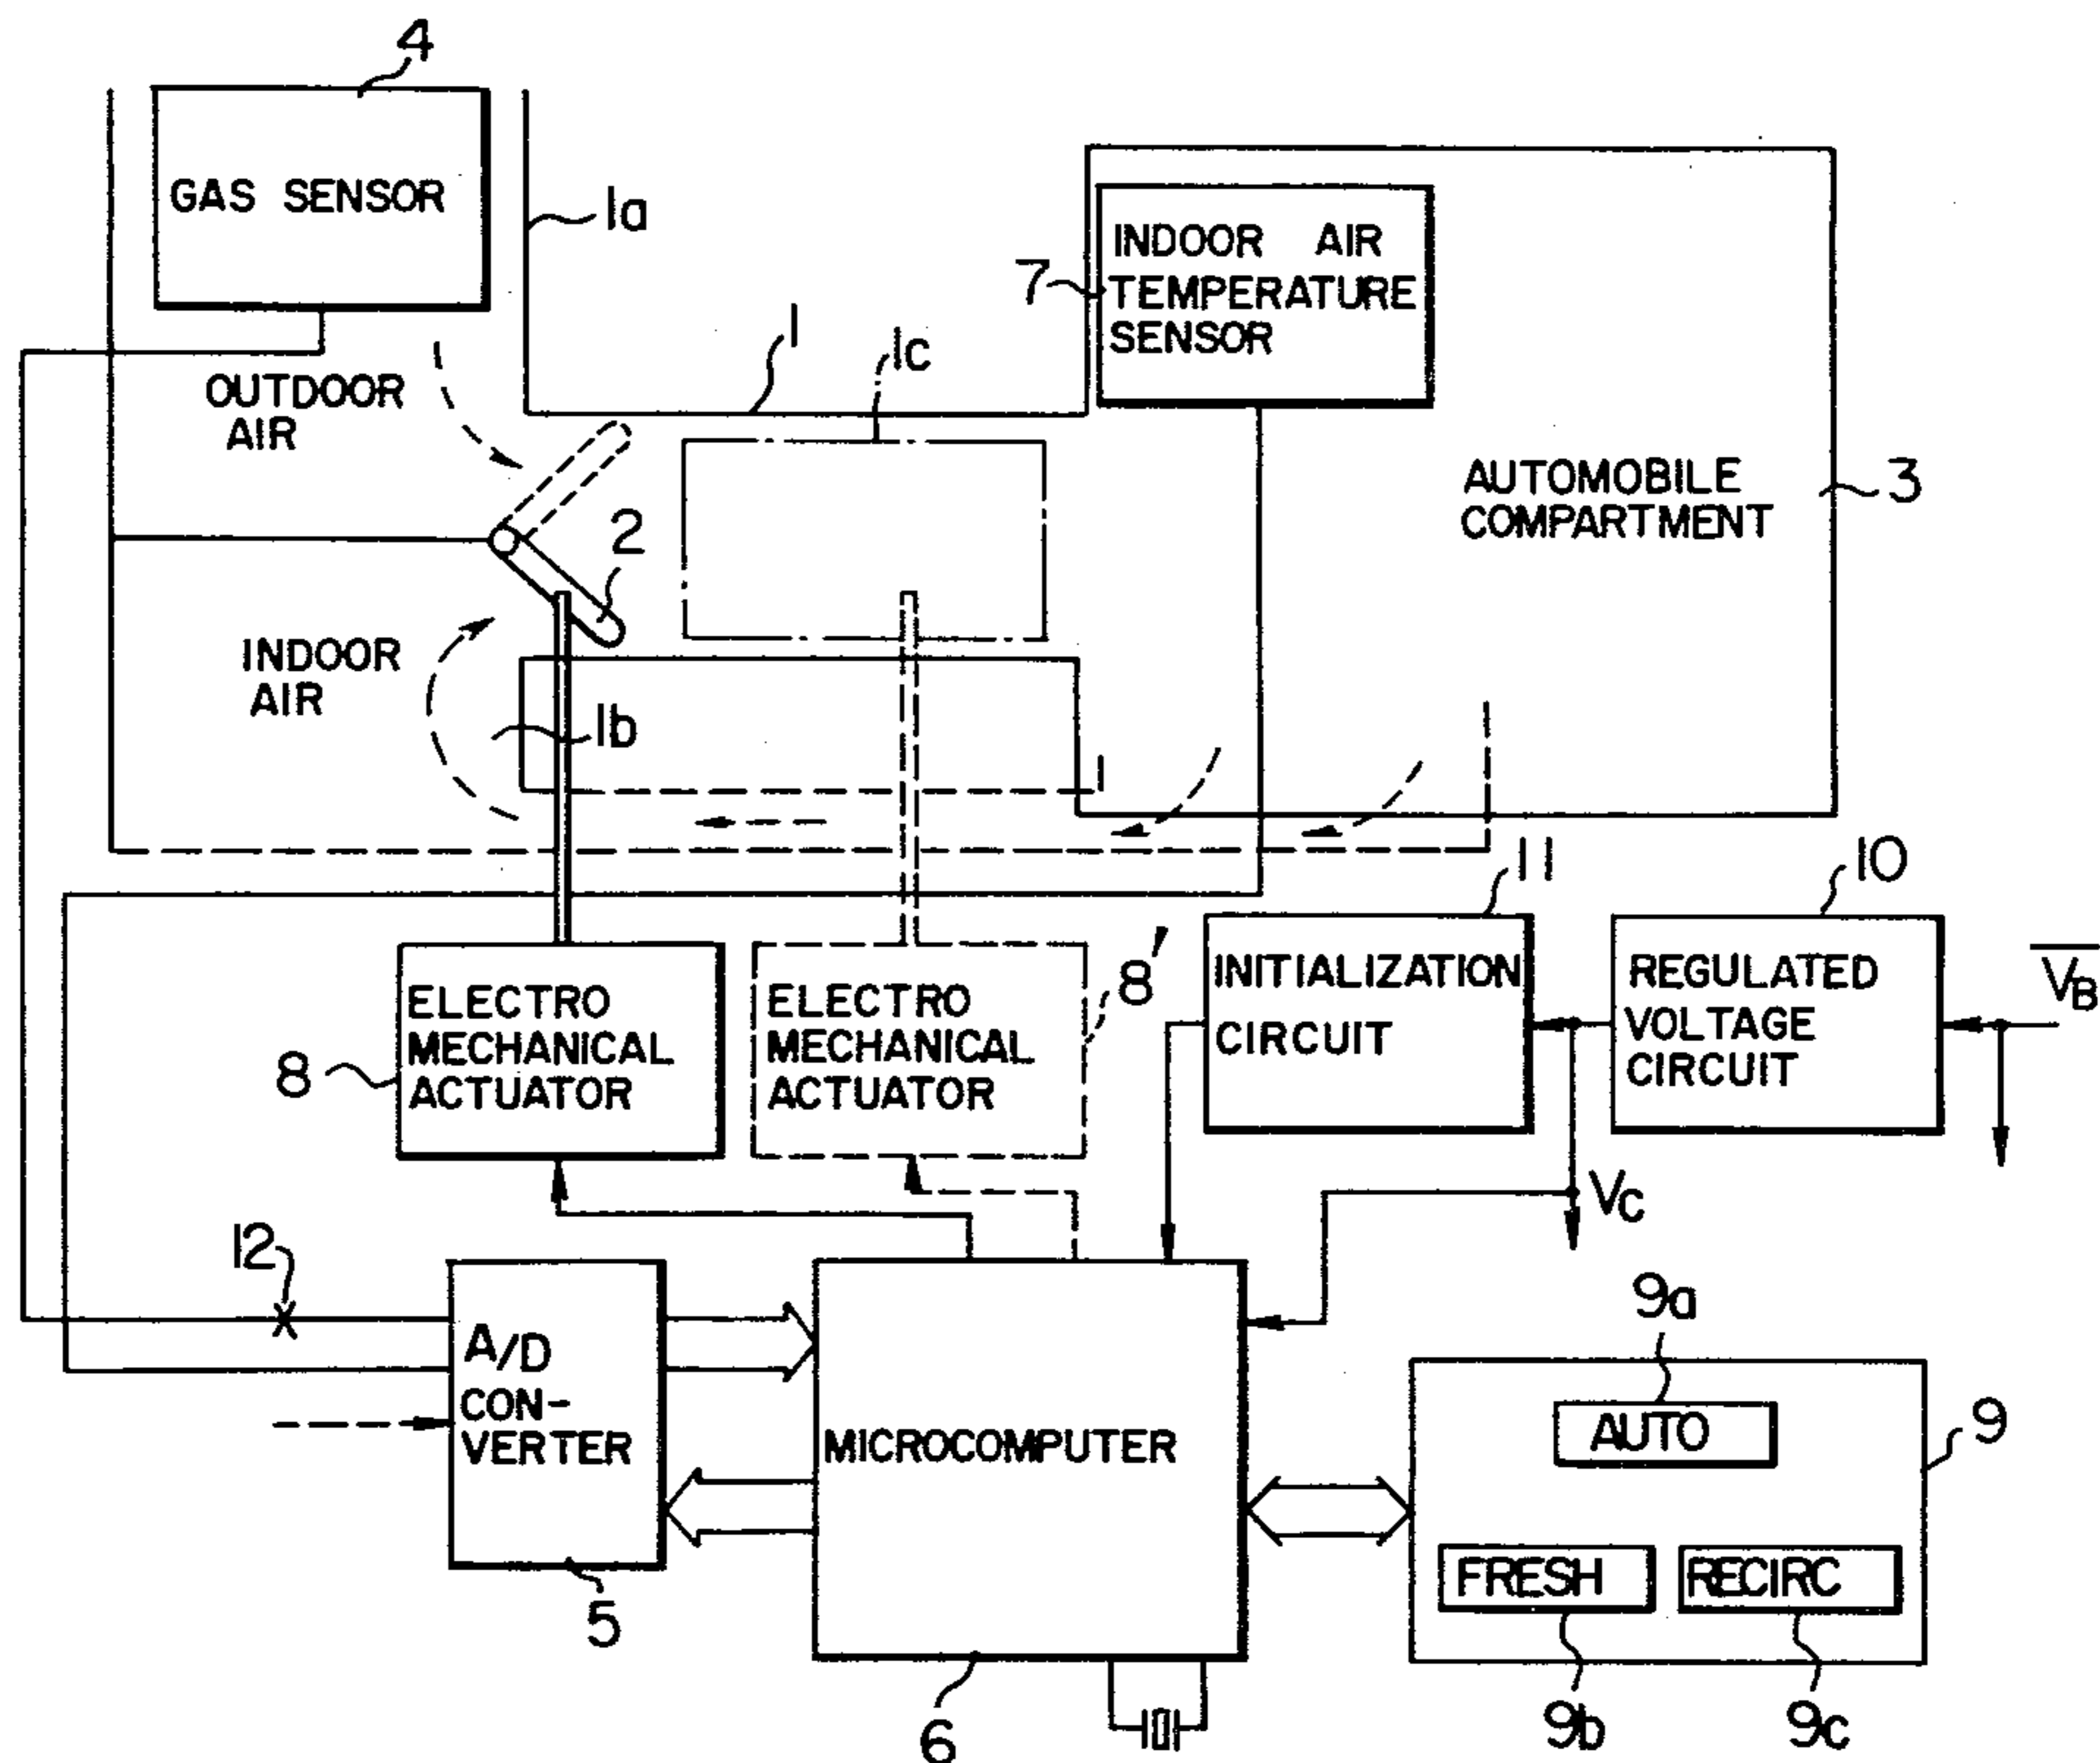 4
GAS SENSOR
1a
INDOOR AIR
TEMPERATURE
SENSOR
7
1
1c
OUTDOOR
AIR
AUTOMOBILE
COMPARTMENT
3
2
INDOOR
AIR
1b
11
10
ELECTRO
MECHANICAL
ACTUATOR
8
ELECTRO
MECHANICAL
ACTUATOR
8'
INITIALIZATION
CIRCUIT
REGULATED
VOLTAGE
CIRCUIT
VB
VC
12
A/D
CON-
VERTER
5
MICROCOMPUTER
6
9a
AUTO
9
FRESH
RECIRC
9b
9c